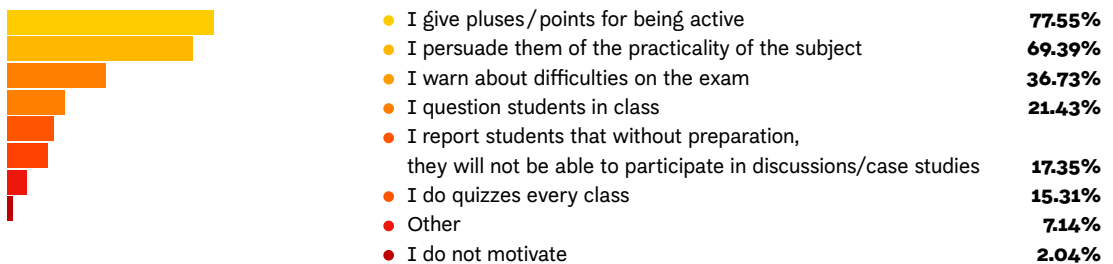 I give pluses/points for being active 77.55%
I persuade them of the practicality of the subject 69.39%
I warn about difficulties on the exam 36.73%
I question students in class 21.43%
I report students that without preparation,
they will not be able to participate in discussions/case studies 17.35%
I do quizzes every class 15.31%
Other 7.14%
I do not motivate 2.04%